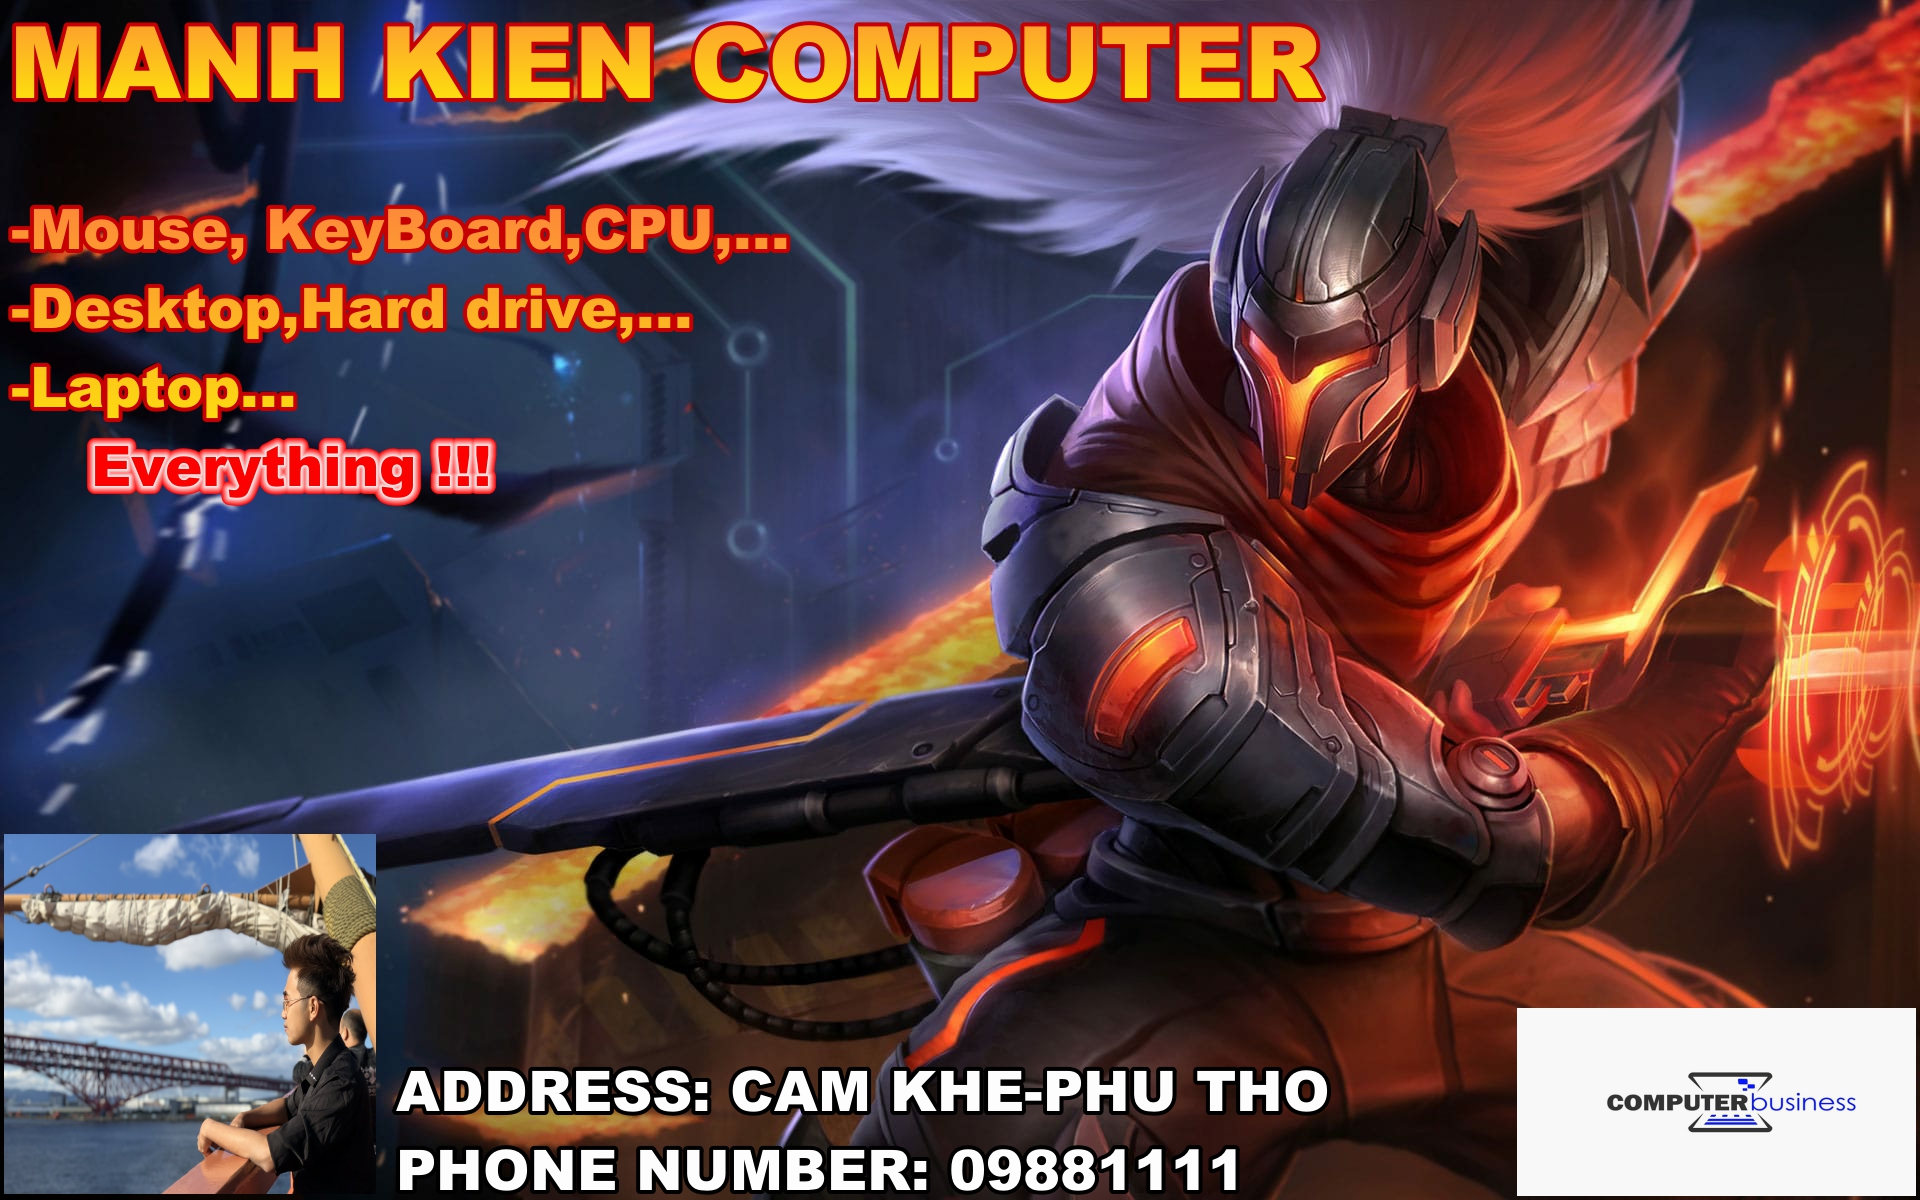 MANH KIEN COMPUTER
-Mouse, KeyBoard,CPU,...
-Desktop,Hard drive,...
-Laptop...
Everything !!!
ADDRESS: CAM KHE-PHU THO
PHONE NUMBER: 09881111
COMPUTERbusiness